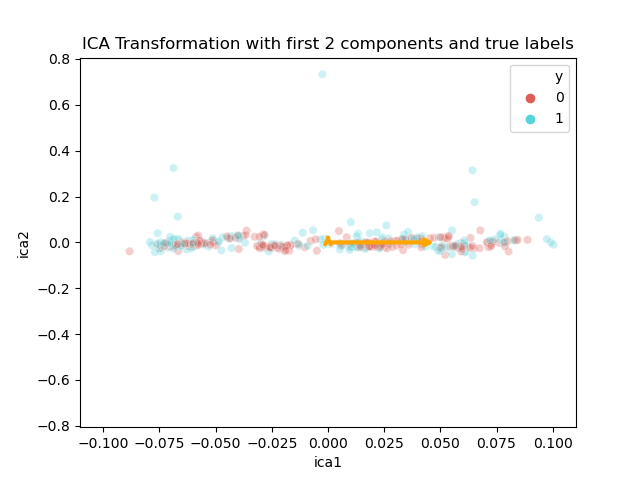 ICA Transformation with first 2 components and true labels
y
0
1
0.8
0.6
0.4
0.2
0.0
−0.2
−0.4
−0.6
−0.8
ica2
−0.100 −0.075 −0.050 −0.025 0.000 0.025 0.050 0.075 0.100
ica1